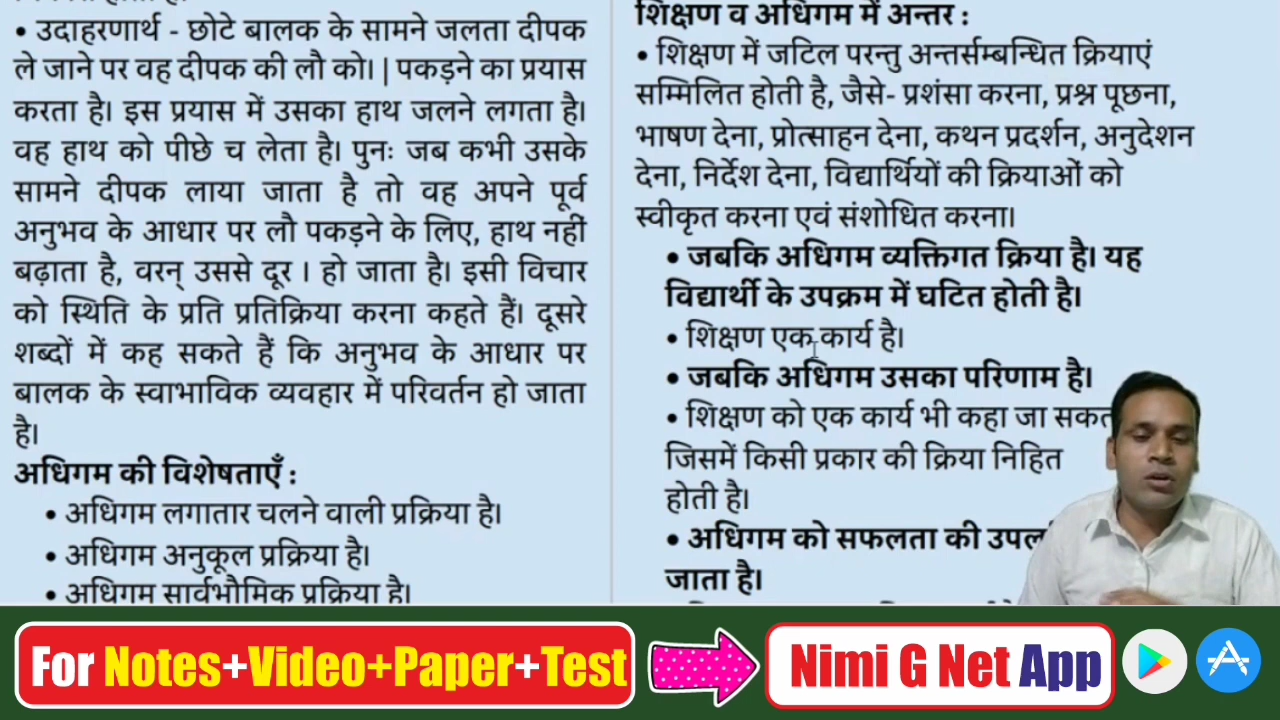 • उदाहरणार्थ - छोटे बालक के सामने जलता दीपक
ले जाने पर वह दीपक की लौ को। | पकड़ने का प्रयास
करता है। इस प्रयास में उसका हाथ जलने लगता है।
वह हाथ को पीछे च लेता है। पुनः जब कभी उसके
सामने दीपक लाया जाता है तो वह अपने पूर्व
अनुभव के आधार पर लौ पकड़ने के लिए, हाथ नहीं
बढ़ाता है, वरन् उससे दूर । हो जाता है। इसी विचार
को स्थिति के प्रति प्रतिक्रिया करना कहते हैं। दूसरे
शब्दों में कह सकते हैं कि अनुभव के आधार पर
बालक के स्वाभाविक व्यवहार में परिवर्तन हो जाता
है।
अधिगम की विशेषताएँ :
• अधिगम लगातार चलने वाली प्रक्रिया है।
• अधिगम अनुकूल प्रक्रिया है।
• अधिगम सार्वभौमिक प्रक्रिया है।
शिक्षण व अधिगम में अन्तर :
• शिक्षण में जटिल परन्तु अन्तर्सम्बन्धित क्रियाएं
सम्मिलित होती है, जैसे- प्रशंसा करना, प्रश्न पूछना,
भाषण देना, प्रोत्साहन देना, कथन प्रदर्शन, अनुदेशन
देना, निर्देश देना, विद्यार्थियों की क्रियाओं को
स्वीकृत करना एवं संशोधित करना।
• जबकि अधिगम व्यक्तिगत क्रिया है। यह
विद्यार्थी के उपक्रम में घटित होती है।
• शिक्षण एक कार्य है।
• जबकि अधिगम उसका परिणाम है।
• शिक्षण को एक कार्य भी कहा जा
जिसमें किसी प्रकार की क्रिया निहित
होती है।
• अधिगम को सफलता की
जाता है।
For Notes+Video+Paper+Test
Nimi G Net App